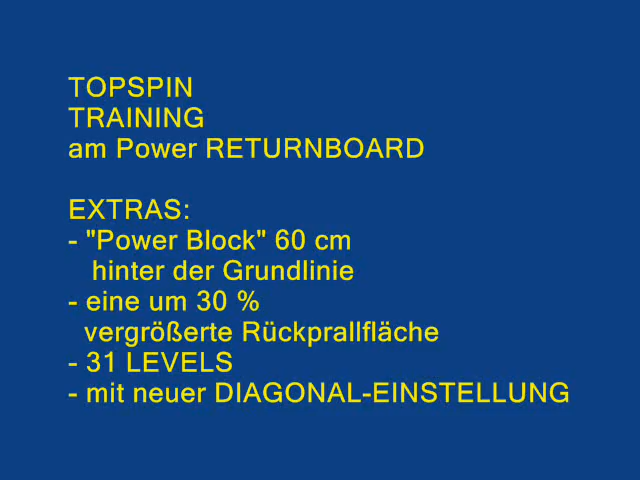 TOPSPIN
TRAINING
am Power RETURNBOARD
EXTRAS:
- "Power Block" 60 cm
hinter der Grundlinie
- eine um 30 %
vergrößerte Rückprallfläche
- 31 LEVELS
- mit neuer DIAGONAL-EINSTELLUNG